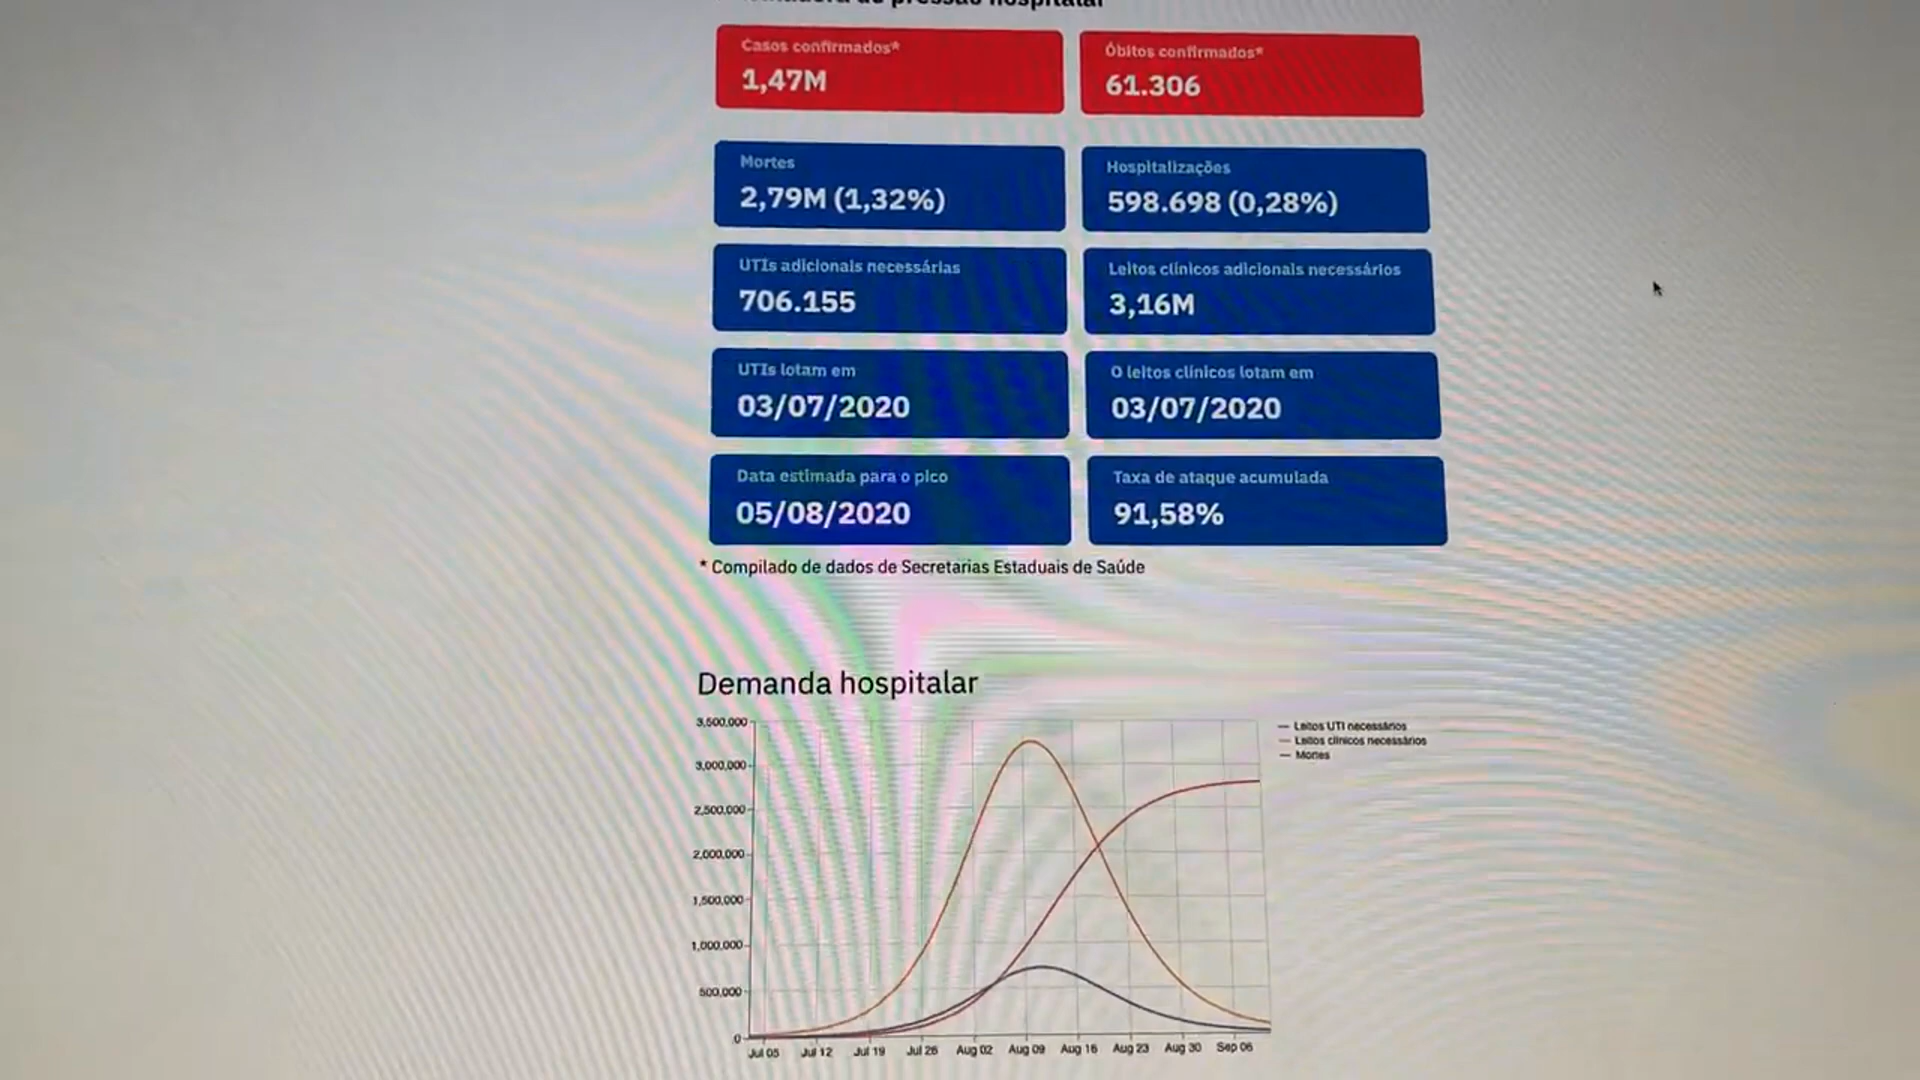 pressão hospitalar
Casos confirmados*
1,47M
Óbitos confirmados*
61.306
Mortes
2,79M (1,32%)
Hospitalizações
598.698 (0,28%)
UTIs adicionais necessárias
706.155
Leitos clínicos adicionais necessários
3,16M
UTIs lotam em
03/07/2020
O leitos clínicos lotam em
03/07/2020
Data estimada para o pico
05/08/2020
Taxa de ataque acumulada
91,58%
* Compilado de dados de Secretarias Estaduais de Saúde
Demanda hospitalar
3,500,000
3,000,000
2,500,000
2,000,000
1,500,000
1,000,000
500,000
0
Jul 05 Jul 12 Jul 19 Jul 26 Aug 02 Aug 09 Aug 16 Aug 23 Aug 30 Sep 06
Leitos UTI necessários
Leitos clínicos necessários
Mortes